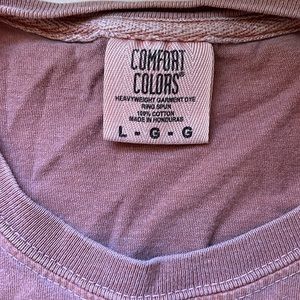 COMFORT
COLORS®
HEAVYWEIGHT GARMENT DYE
RING SPUN
100% COTTON
MADE IN HONDURAS
L - G - G